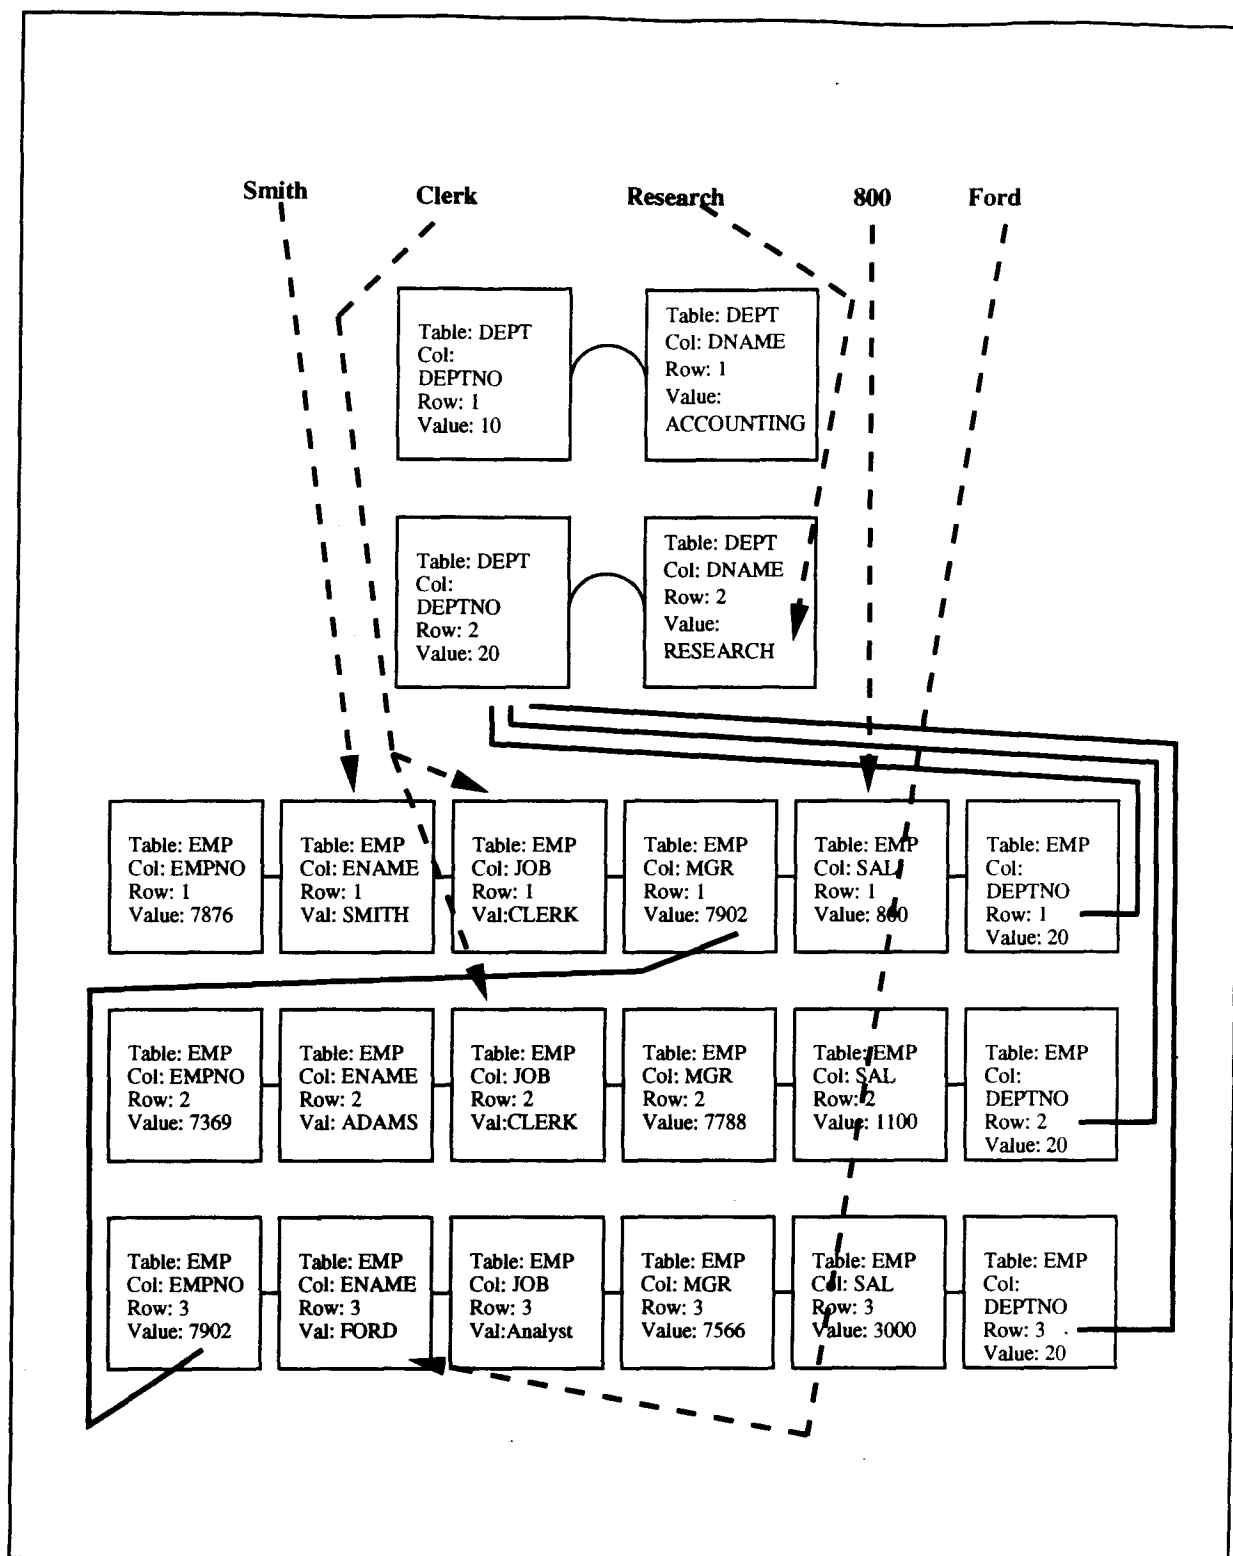 Smith Clerk Research 800 Ford
Table: DEPT
Col:
DEPTNO
Row: 1
Value: 10
Table: DEPT
Col: DNAME
Row: 1
Value:
ACCOUNTING
Table: DEPT
Col:
DEPTNO
Row: 2
Value: 20
Table: DEPT
Col: DNAME
Row: 2
Value:
RESEARCH
Table: EMP
Col: EMPNO
Row: 1
Value: 7876
Table: EMP
Col: ENAME
Row: 1
Val: SMITH
Table: EMP
Col: JOB
Row: 1
Val:CLERK
Table: EMP
Col: MGR
Row: 1
Value: 7902
Table: EMP
Col: SAL
Row: 1
Value: 800
Table: EMP
Col:
DEPTNO
Row: 1
Value: 20
Table: EMP
Col: EMPNO
Row: 2
Value: 7369
Table: EMP
Col: ENAME
Row: 2
Val: ADAMS
Table: EMP
Col: JOB
Row: 2
Val:CLERK
Table: EMP
Col: MGR
Row: 2
Value: 7788
Table: EMP
Col: SAL
Row: 2
Value: 1100
Table: EMP
Col:
DEPTNO
Row: 2
Value: 20
Table: EMP
Col: EMPNO
Row: 3
Value: 7902
Table: EMP
Col: ENAME
Row: 3
Val: FORD
Table: EMP
Col: JOB
Row: 3
Val:Analyst
Table: EMP
Col: MGR
Row: 3
Value: 7566
Table: EMP
Col: SAL
Row: 3
Value: 3000
Table: EMP
Col:
DEPTNO
Row: 3
Value: 20